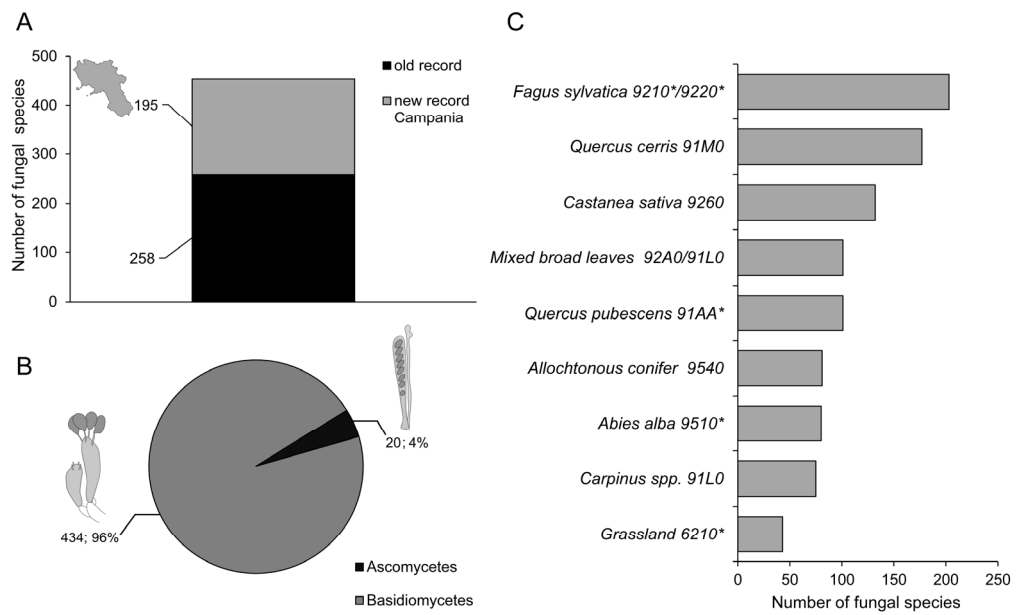 A
Number of fungal species
500
400
300
200
100
0
195
258
old record
new record
Campania
B
20; 4%
434; 96%
Ascomycetes
Basidiomycetes
C
Fagus sylvatica 9210*/9220*
Quercus cerris 91M0
Castanea sativa 9260
Mixed broad leaves 92A0/91L0
Quercus pubescens 91AA*
Allochtonous conifer 9540
Abies alba 9510*
Carpinus spp. 91L0
Grassland 6210*
0 50 100 150 200 250
Number of fungal species